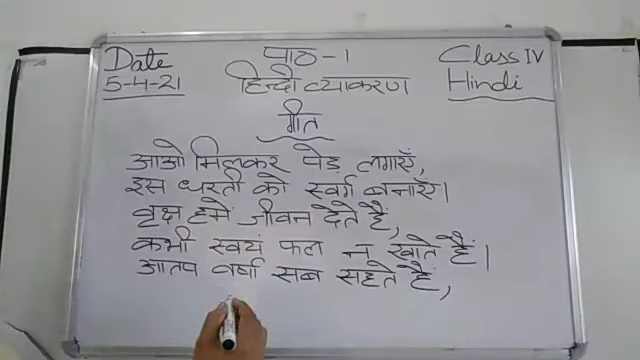 Date पाठ-1 Class IV
5-4-21 हिन्दी व्याकरण Hindi
गीत
आओ मिलकर पेड़ लगाएँ,
इस धरती को स्वर्ग बनाएँ।
वृक्ष हमें जीवन देते हैं,
कभी स्वयं फल न खाते हैं।
आतप वर्षा सब सहते हैं,